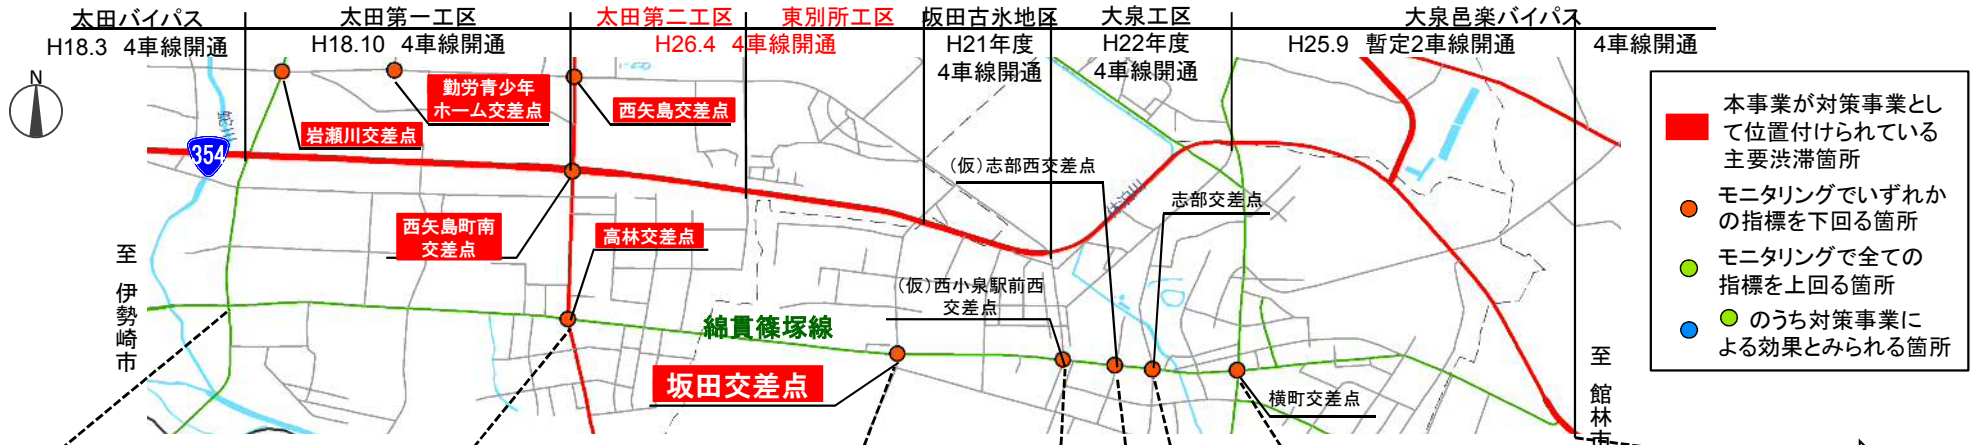 太田バイパス
太田第一工区
太田第二工区
東別所工区
坂田古氷地区
大泉工区
大泉邑楽バイパス
H18.3 4車線開通
H18.10 4車線開通
H26.4 4車線開通
H21年度
4車線開通
H22年度
4車線開通
H25.9 暫定2車線開通
4車線開通
N
勤労青少年
ホーム交差点
西矢島交差点
岩瀬川交差点
蛇川
354
(仮)志部西交差点
休泊川
志部交差点
西矢島町南
交差点
高林交差点
至 伊勢崎市
(仮)西小泉駅前西
交差点
綿貫篠塚線
坂田交差点
横町交差点
至 館林市
本事業が対策事業とし
て位置付けられている
主要渋滞箇所
モニタリングでいずれか
の指標を下回る箇所
モニタリングで全ての
指標を上回る箇所
のうち対策事業に
よる効果とみられる箇所